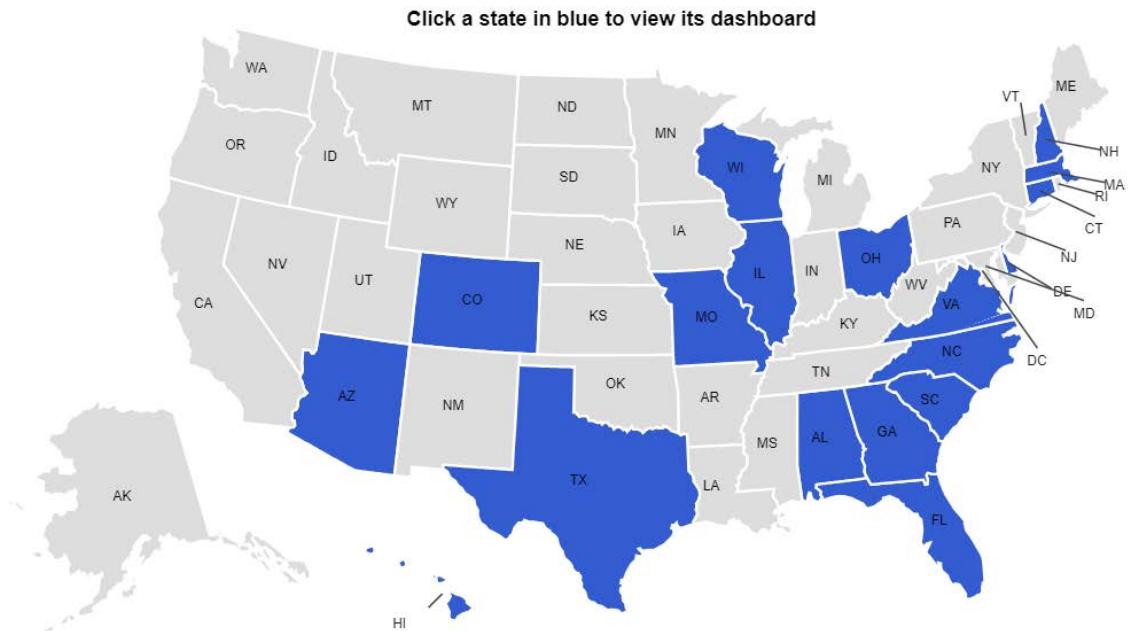 Click a state in blue to view its dashboard
WA
MT
ND
MN
ME
VT
OR
ID
SD
WI
MI
NY
NH
MA
RI
CT
WY
IA
PA
NE
NJ
NV
UT
CO
IL
IN
OH
WV
DE
MD
VA
CA
KS
MO
KY
DC
NC
TN
AZ
NM
OK
AR
SC
MS
AL
GA
TX
LA
AK
FL
HI